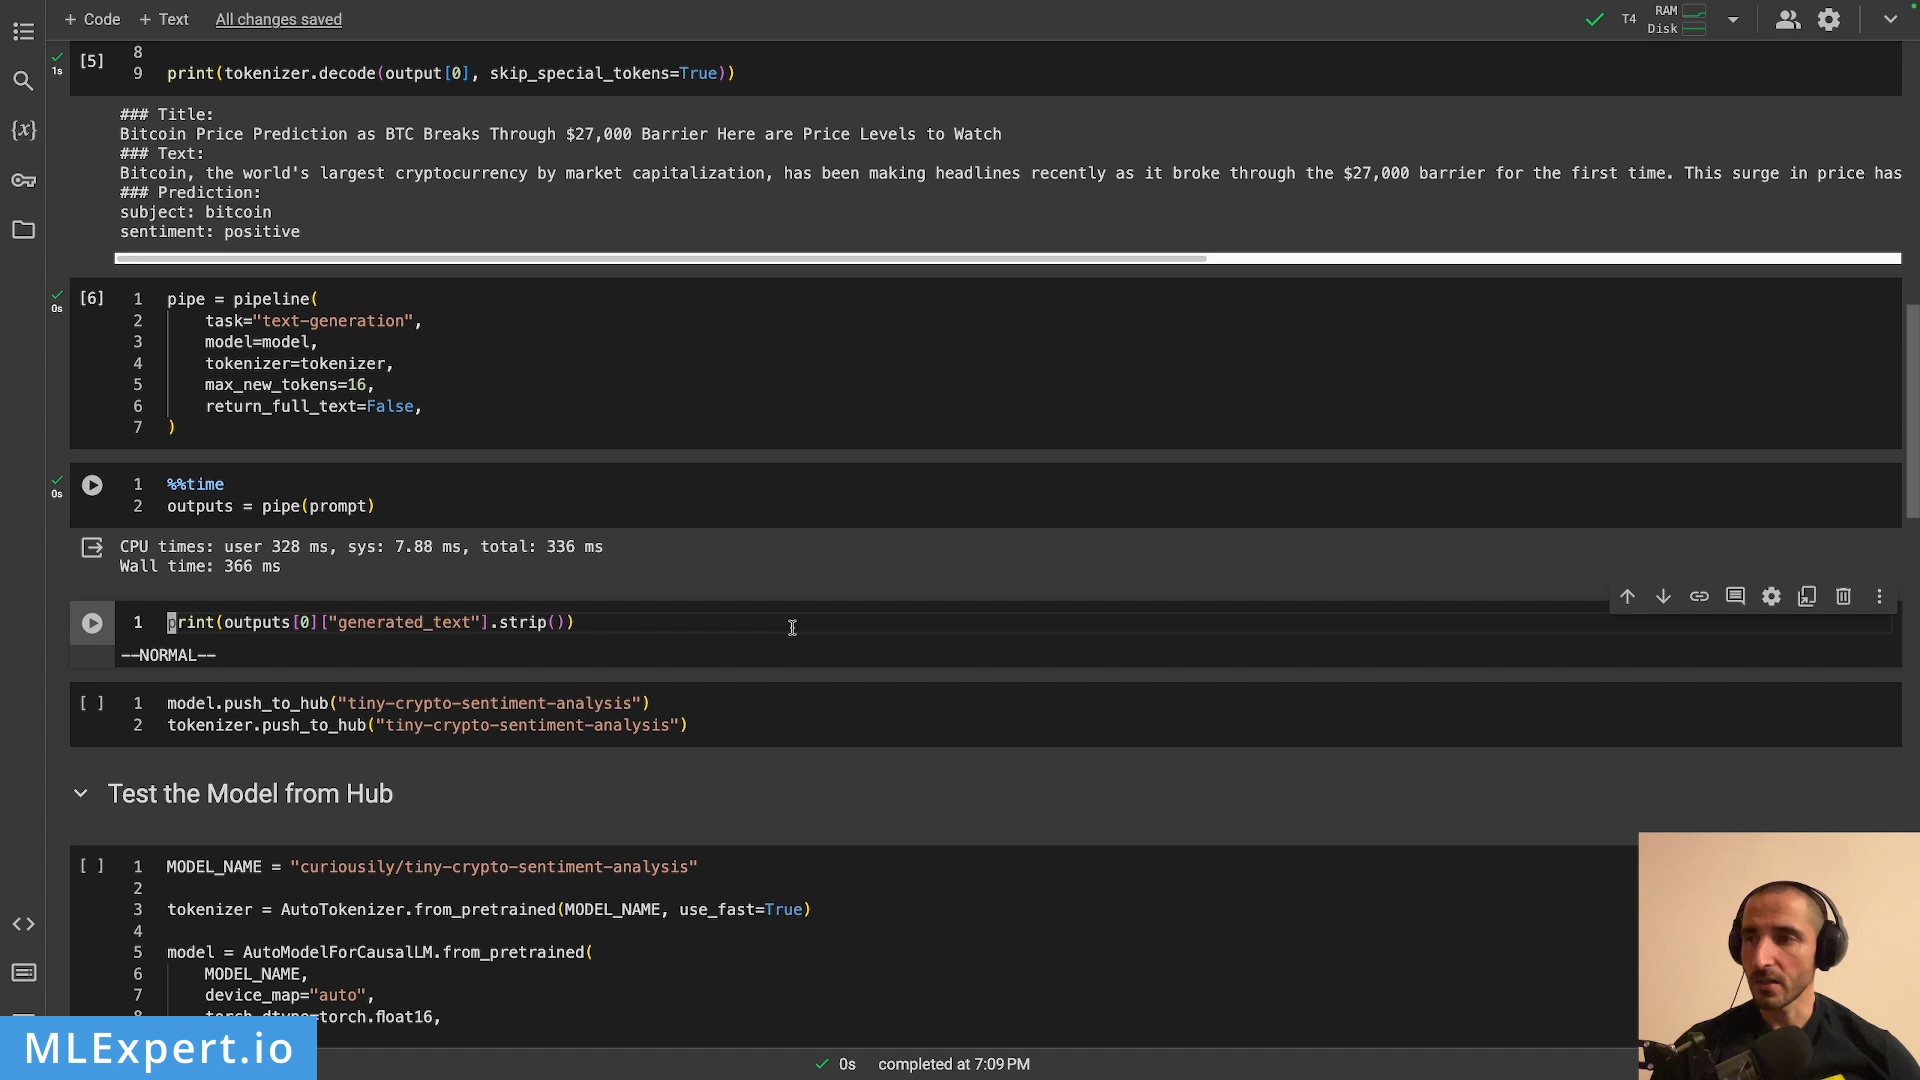 + Code + Text All changes saved
T4 RAM
Disk
8
1s [5] 9 print(tokenizer.decode(output[0], skip_special_tokens=True))
### Title:
Bitcoin Price Prediction as BTC Breaks Through $27,000 Barrier Here are Price Levels to Watch
### Text:
Bitcoin, the world's largest cryptocurrency by market capitalization, has been making headlines recently as it broke through the $27,000 barrier for the first time. This surge in price has
### Prediction:
subject: bitcoin
sentiment: positive
0s [6] 1 pipe = pipeline(
2 task="text-generation",
3 model=model,
4 tokenizer=tokenizer,
5 max_new_tokens=16,
6 return_full_text=False,
7 )
0s 1 %%time
2 outputs = pipe(prompt)
CPU times: user 328 ms, sys: 7.88 ms, total: 336 ms
Wall time: 366 ms
1 print(outputs[0]["generated_text"].strip())
--NORMAL--
[ ] 1 model.push_to_hub("tiny-crypto-sentiment-analysis")
2 tokenizer.push_to_hub("tiny-crypto-sentiment-analysis")
Test the Model from Hub
[ ] 1 MODEL_NAME = "curiousily/tiny-crypto-sentiment-analysis"
2
3 tokenizer = AutoTokenizer.from_pretrained(MODEL_NAME, use_fast=True)
4
5 model = AutoModelForCausalLM.from_pretrained(
6 MODEL_NAME,
7 device_map="auto",
8 torch_dtype=torch.float16,
MLExpert.io
0s completed at 7:09 PM